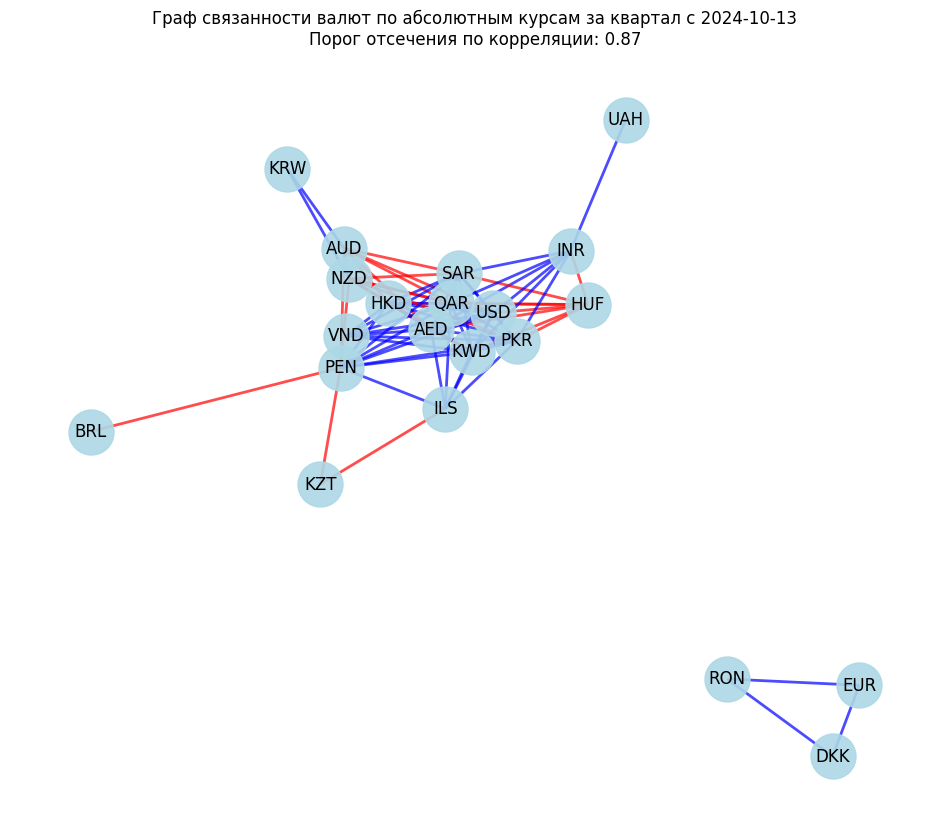 Граф связанности валют по абсолютным курсам за квартал с 2024-10-13
Порог отсечения по корреляции: 0.87
UAH
KRW
AUD
INR
SAR
NZD
HKD
QAR
HUF
USD
AED
VND
PKR
KWD
PEN
ILS
BRL
KZT
RON
EUR
DKK